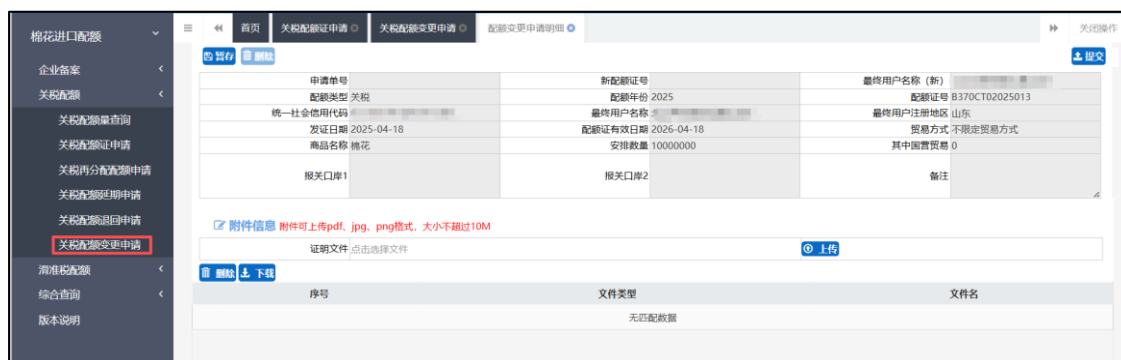 棉花进口配额
企业备案
关税配额
关税配额量查询
关税配额证申请
关税再分配配额申请
关税配额延期申请
关税配额退回申请
关税配额变更申请
滑准税配额
综合查询
版本说明
首页 关税配额证申请 关税配额变更申请 配额变更申请明细 关闭操作
暂存 删除 提交
申请单号 新配额证号 最终用户名称（新）
配额类型 关税 配额年份 2025 配额证号 B370CT02025013
统一社会信用代码 最终用户名称 最终用户注册地区 山东
发证日期 2025-04-18 配额证有效日期 2026-04-18 贸易方式 不限定贸易方式
商品名称 棉花 安排数量 10000000 其中国营贸易 0
报关口岸1 报关口岸2 备注
附件信息 附件可上传pdf、jpg、png格式，大小不超过10M
证明文件 点击选择文件 上传
删除 下载
序号 文件类型 文件名
无匹配数据